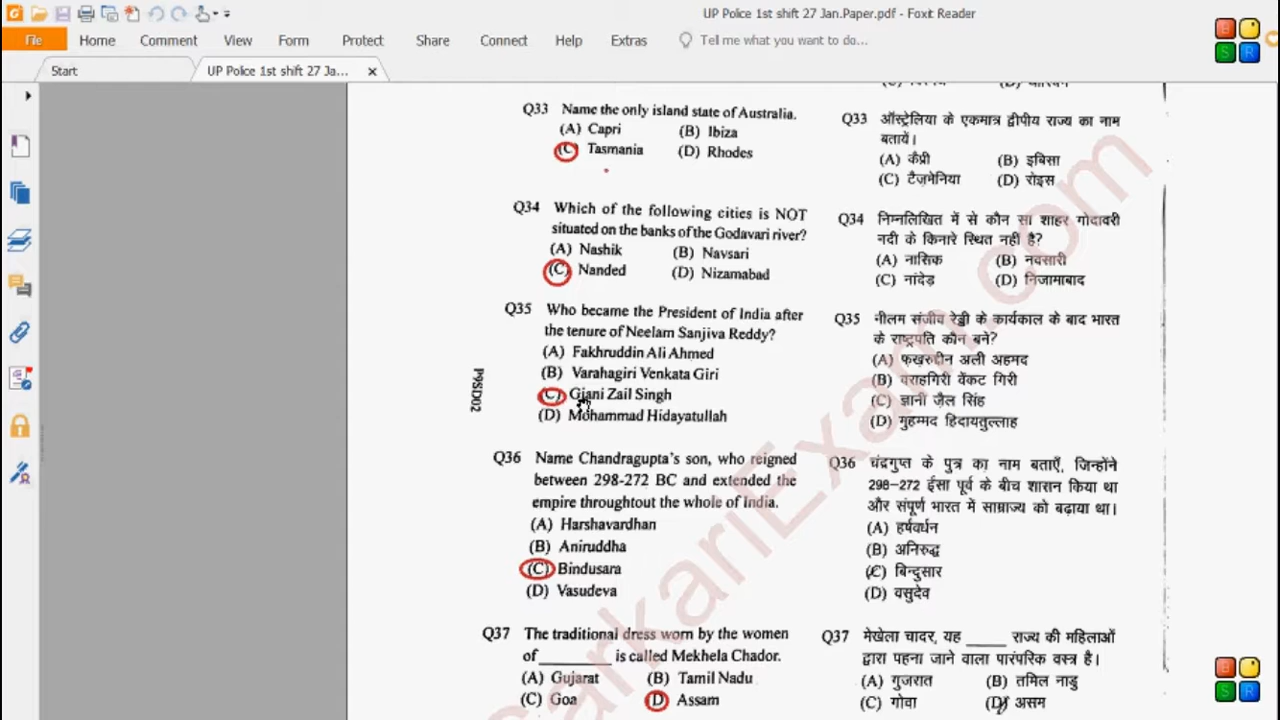 UP Police 1st shift 27 Jan.Paper.pdf - Foxit Reader
File Home Comment View Form Protect Share Connect Help Extras Tell me what you want to do...
Start UP Police 1st shift 27 Ja...
B
S R
Q33 Name the only island state of Australia.
(A) Capri (B) Ibiza
(C) Tasmania (D) Rhodes
Q34 Which of the following cities is NOT
situated on the banks of the Godavari river?
(A) Nashik (B) Navsari
(C) Nanded (D) Nizamabad
Q35 Who became the President of India after
the tenure of Neelam Sanjiva Reddy?
(A) Fakhruddin Ali Ahmed
(B) Varahagiri Venkata Giri
(C) Giani Zail Singh
(D) Mohammad Hidayatullah
P9SD02
Q36 Name Chandragupta's son, who reigned
between 298-272 BC and extended the
empire throughtout the whole of India.
(A) Harshavardhan
(B) Aniruddha
(C) Bindusara
(D) Vasudeva
Q37 The traditional dress worn by the women
of ________ is called Mekhela Chador.
(A) Gujarat (B) Tamil Nadu
(C) Goa (D) Assam
Q33 ऑस्ट्रेलिया के एकमात्र द्वीपीय राज्य का नाम
बतायें।
(A) कैप्री (B) इबिसा
(C) टैज़मेनिया (D) रोड्स
Q34 निम्नलिखित में से कौन सा शहर गोदावरी
नदी के किनारे स्थित नहीं है?
(A) नासिक (B) नवसारी
(C) नांदेड़ (D) निजामाबाद
Q35 नीलम संजीव रेड्डी के कार्यकाल के बाद भारत
के राष्ट्रपति कौन बने?
(A) फखरुद्दीन अली अहमद
(B) वराहगिरी वेंकट गिरी
(C) ज्ञानी ज़ैल सिंह
(D) मुहम्मद हिदायतुल्लाह
Q36 चंद्रगुप्त के पुत्र का नाम बताएँ, जिन्होंने
298-272 ईसा पूर्व के बीच शासन किया था
और संपूर्ण भारत में साम्राज्य को बढ़ाया था।
(A) हर्षवर्धन
(B) अनिरुद्ध
(C) बिन्दुसार
(D) वसुदेव
Q37 मेखेला चादर, यह _____ राज्य की महिलाओं
द्वारा पहना जाने वाला पारंपरिक वस्त्र है।
(A) गुजरात (B) तमिल नाडु
(C) गोवा (D) असम
SarkariExam.com
B
S R